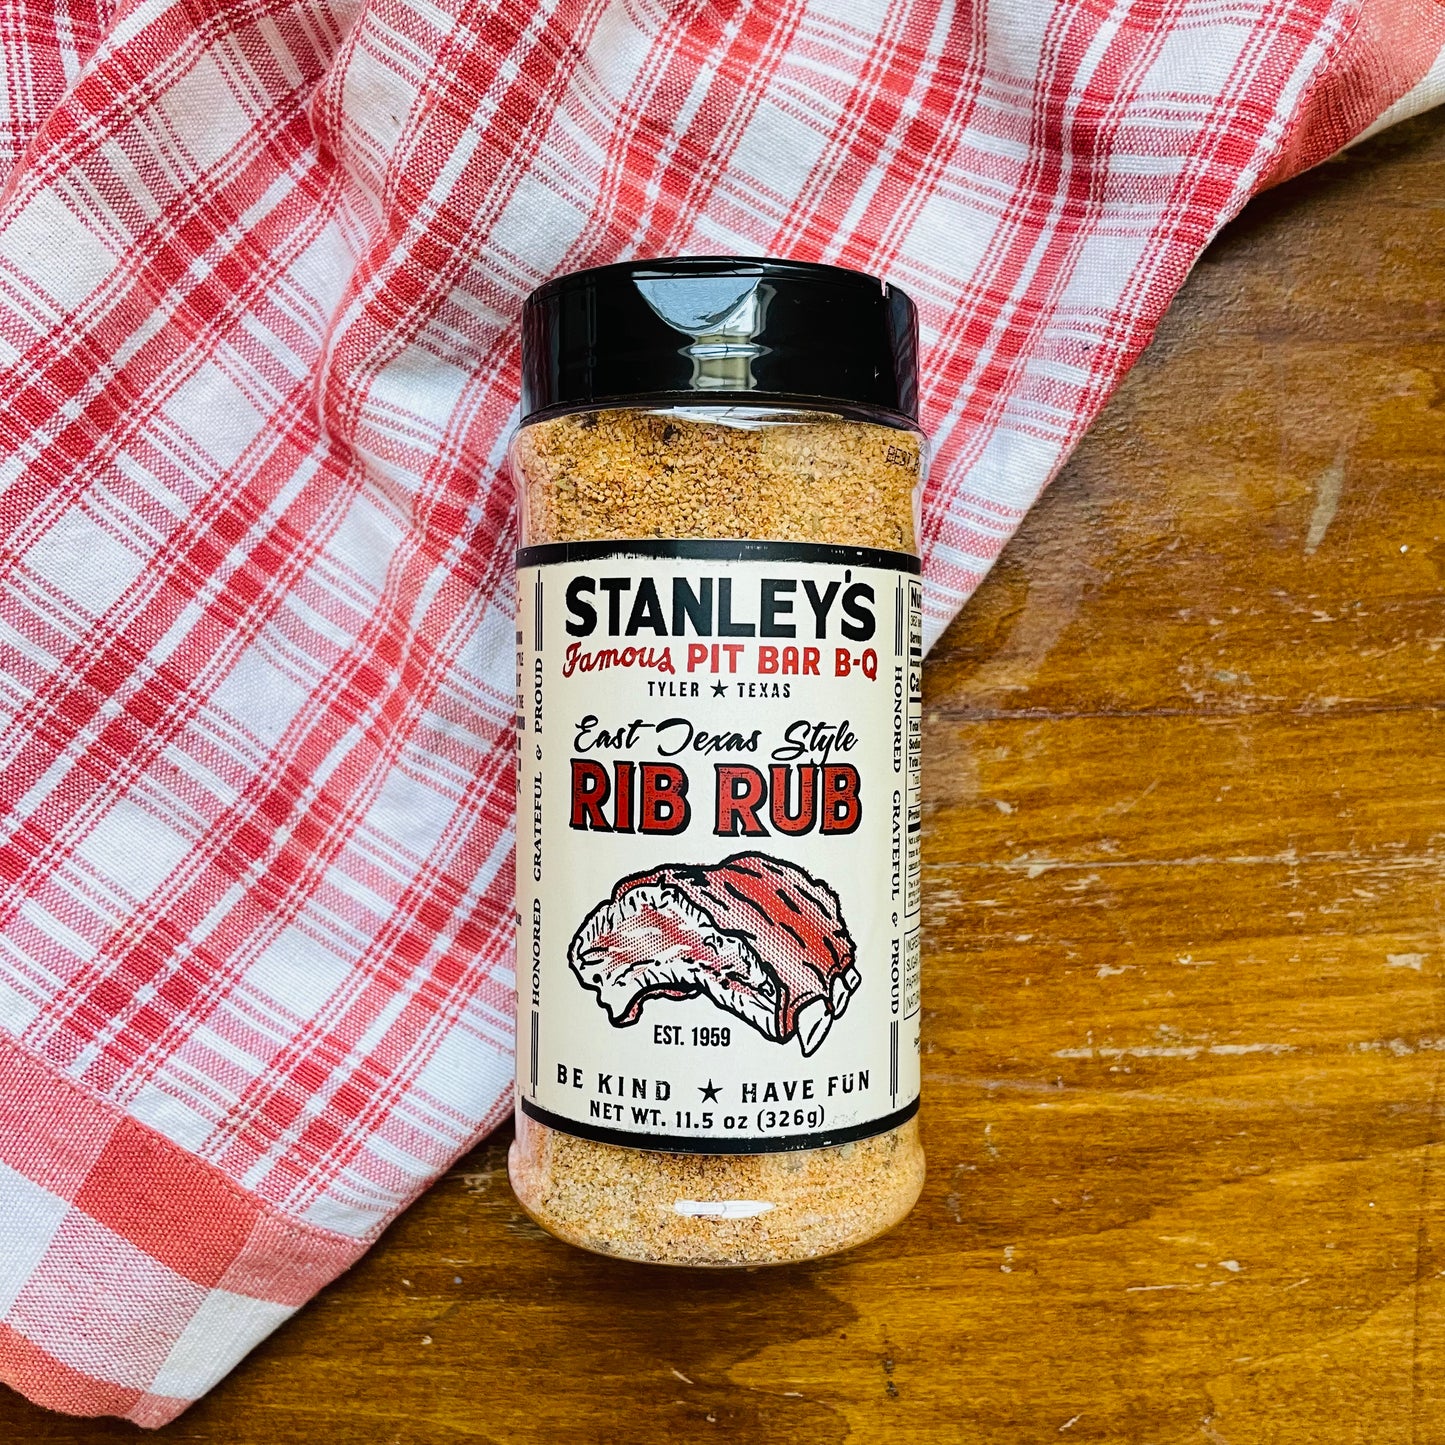 STANLEY'S
Famous PIT BAR B-Q
TYLER ★ TEXAS
East Texas Style
RIB RUB
EST. 1959
BE KIND ★ HAVE FUN
NET WT. 11.5 oz (326g)
HONORED GRATEFUL & PROUD
HONORED GRATEFUL & PROUD